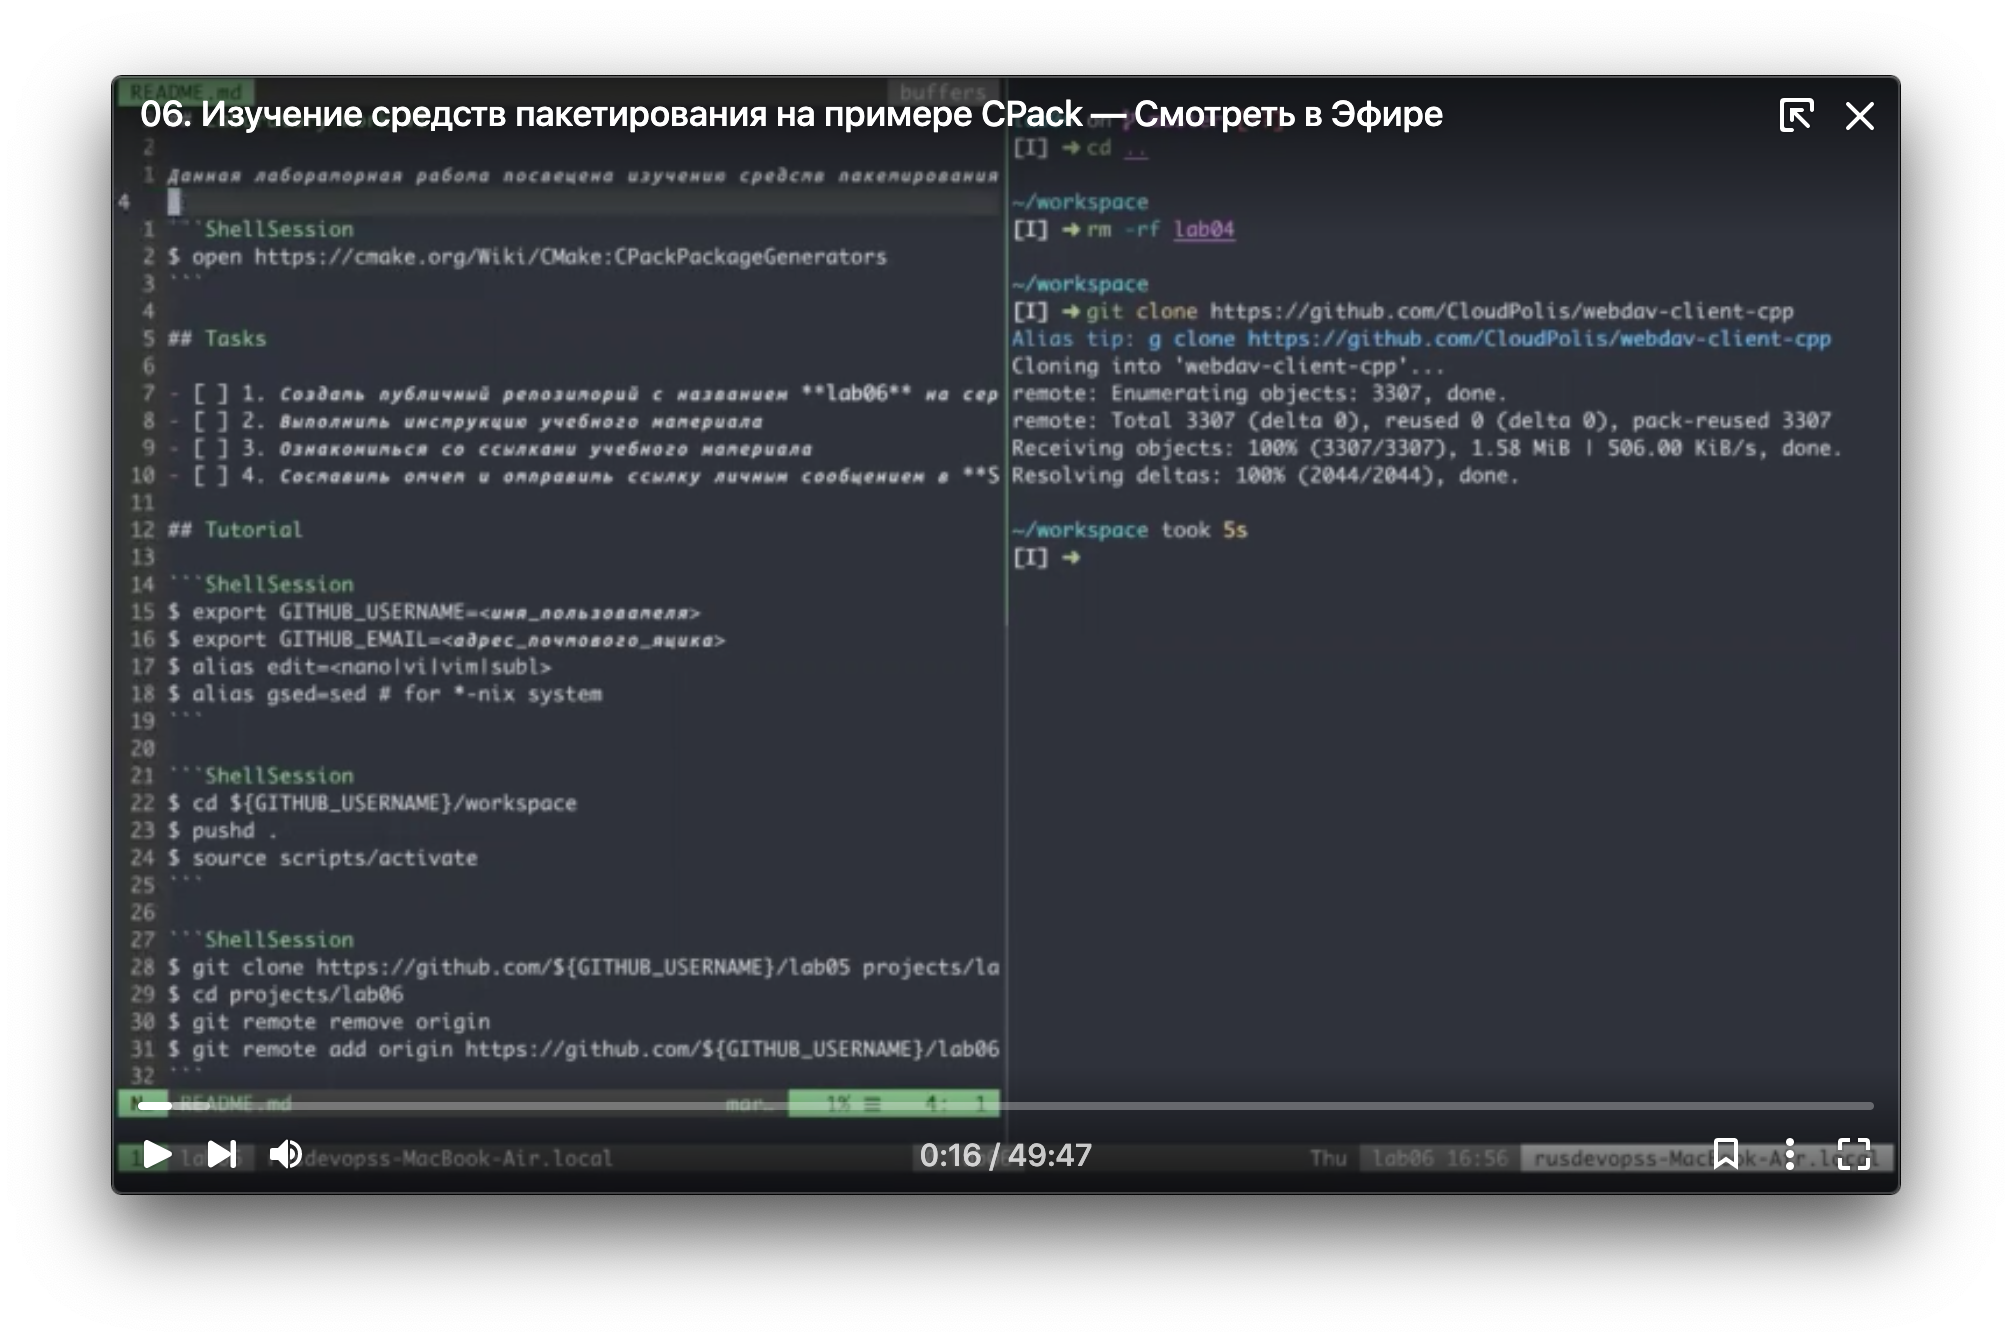 README.md
buffers
06. Изучение средств пакетирования на примере CPack — Смотреть в Эфире
2
1 Данная лабораторная работа посвещена изучению средств пакетирования
4
1 ```ShellSession
2 $ open https://cmake.org/Wiki/CMake:CPackPackageGenerators
3 ```
4
5 ## Tasks
6
7 - [ ] 1. Создать публичный репозиторий с названием **lab06** на сер
8 - [ ] 2. Выполнить инструкцию учебного материала
9 - [ ] 3. Ознакомиться со ссылками учебного материала
10 - [ ] 4. Составить отчет и отправить ссылку личным сообщением в **S
11
12 ## Tutorial
13
14 ```ShellSession
15 $ export GITHUB_USERNAME=<имя_пользователя>
16 $ export GITHUB_EMAIL=<адрес_почтового_ящика>
17 $ alias edit=<nano|vi|vim|subl>
18 $ alias gsed=sed # for *-nix system
19 ```
20
21 ```ShellSession
22 $ cd ${GITHUB_USERNAME}/workspace
23 $ pushd .
24 $ source scripts/activate
25 ```
26
27 ```ShellSession
28 $ git clone https://github.com/${GITHUB_USERNAME}/lab05 projects/la
29 $ cd projects/lab06
30 $ git remote remove origin
31 $ git remote add origin https://github.com/${GITHUB_USERNAME}/lab06
32 ```
README.md mar… 1% ☰ 4: 1
[I] ➜ cd ..
~/workspace
[I] ➜ rm -rf lab04
~/workspace
[I] ➜ git clone https://github.com/CloudPolis/webdav-client-cpp
Alias tip: g clone https://github.com/CloudPolis/webdav-client-cpp
Cloning into 'webdav-client-cpp'...
remote: Enumerating objects: 3307, done.
remote: Total 3307 (delta 0), reused 0 (delta 0), pack-reused 3307
Receiving objects: 100% (3307/3307), 1.58 MiB | 506.00 KiB/s, done.
Resolving deltas: 100% (2044/2044), done.
~/workspace took 5s
[I] ➜
0:16 / 49:47
Thu lab06 16:56